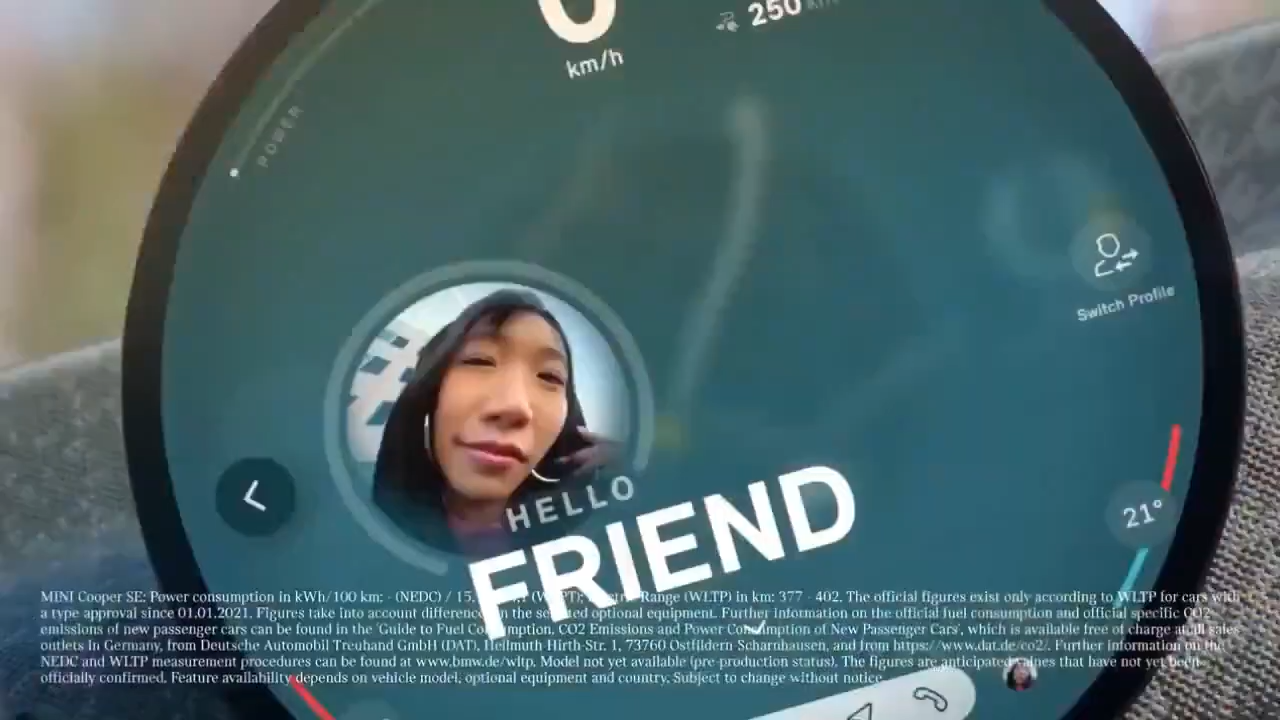 0
km/h
250 km
POWER
Switch Profile
HELLO
FRIEND
21°
MINI Cooper SE: Power consumption in kWh/100 km: - (NEDC) / 15. (WLTP); Electric Range (WLTP) in km: 377 - 402. The official figures exist only according to WLTP for cars with
a type approval since 01.01.2021. Figures take into account differences in the selected optional equipment. Further information on the official fuel consumption and official specific CO2
emissions of new passenger cars can be found in the 'Guide to Fuel Consumption, CO2 Emissions and Power Consumption of New Passenger Cars', which is available free of charge at all sales
outlets in Germany, from Deutsche Automobil Treuhand GmbH (DAT), Hellmuth-Hirth-Str. 1, 73760 Ostfildern-Scharnhausen, and from https://www.dat.de/co2/. Further information on the
NEDC and WLTP measurement procedures can be found at www.bmw.de/wltp. Model not yet available (pre-production status). The figures are anticipated values that have not yet been
officially confirmed. Feature availability depends on vehicle model, optional equipment and country. Subject to change without notice.